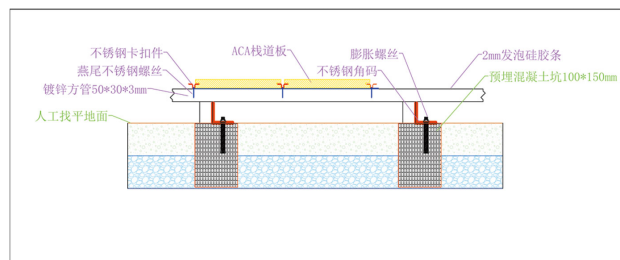 不锈钢卡扣件
ACA栈道板
膨胀螺丝
2mm发泡硅胶条
燕尾不锈钢螺丝
不锈钢角码
预埋混凝土坑100*150mm
镀锌方管50*30*3mm
人工找平地面